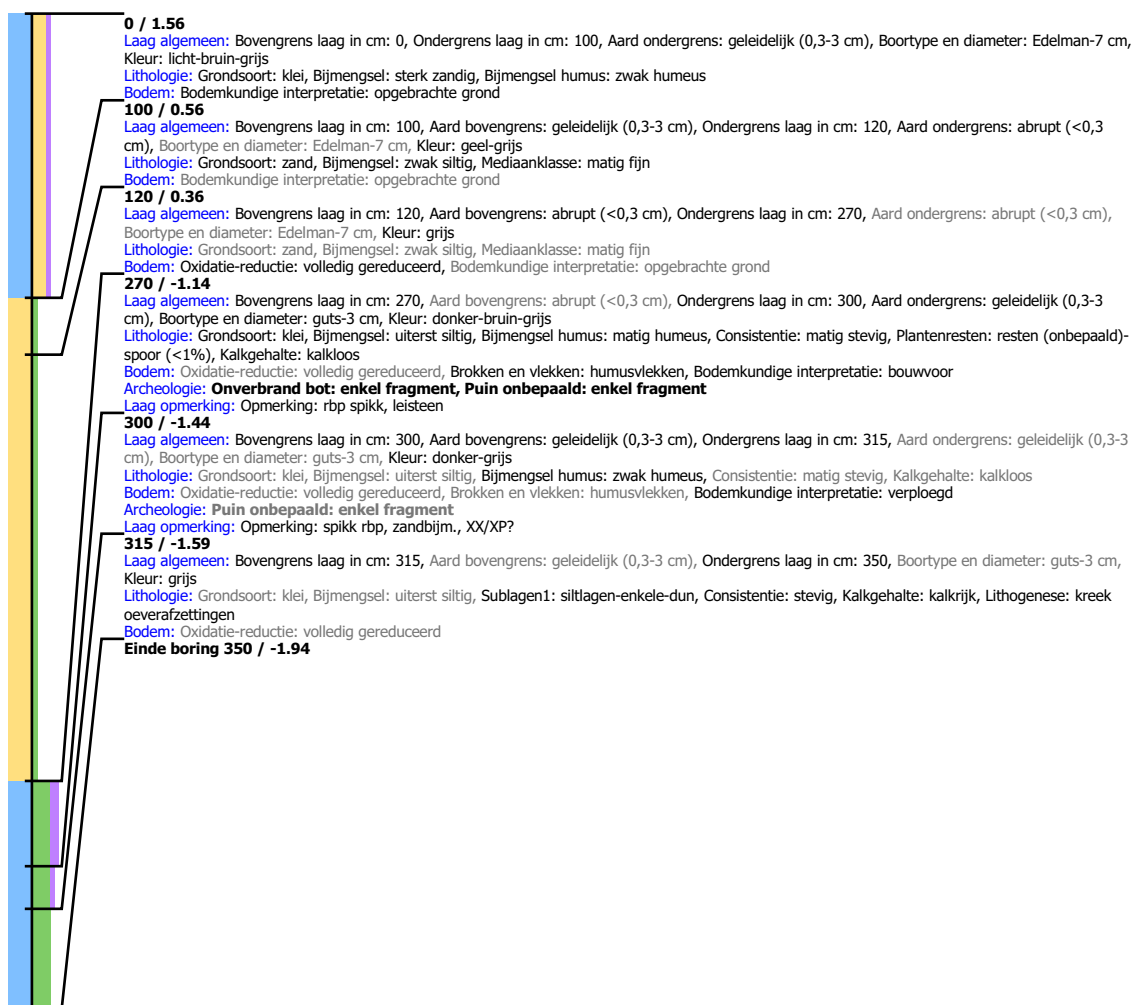 0 / 1.56
Laag algemeen: Bovengrens laag in cm: 0, Ondergrens laag in cm: 100, Aard ondergrens: geleidelijk (0,3-3 cm), Boortype en diameter: Edelman-7 cm,
Kleur: licht-bruin-grijs
Lithologie: Grondsoort: klei, Bijmengsel: sterk zandig, Bijmengsel humus: zwak humeus
Bodem: Bodemkundige interpretatie: opgebrachte grond
100 / 0.56
Laag algemeen: Bovengrens laag in cm: 100, Aard bovengrens: geleidelijk (0,3-3 cm), Ondergrens laag in cm: 120, Aard ondergrens: abrupt (<0,3
cm), Boortype en diameter: Edelman-7 cm, Kleur: geel-grijs
Lithologie: Grondsoort: zand, Bijmengsel: zwak siltig, Mediaanklasse: matig fijn
Bodem: Bodemkundige interpretatie: opgebrachte grond
120 / 0.36
Laag algemeen: Bovengrens laag in cm: 120, Aard bovengrens: abrupt (<0,3 cm), Ondergrens laag in cm: 270, Aard ondergrens: abrupt (<0,3 cm),
Boortype en diameter: Edelman-7 cm, Kleur: grijs
Lithologie: Grondsoort: zand, Bijmengsel: zwak siltig, Mediaanklasse: matig fijn
Bodem: Oxidatie-reductie: volledig gereduceerd, Bodemkundige interpretatie: opgebrachte grond
270 / -1.14
Laag algemeen: Bovengrens laag in cm: 270, Aard bovengrens: abrupt (<0,3 cm), Ondergrens laag in cm: 300, Aard ondergrens: geleidelijk (0,3-3
cm), Boortype en diameter: guts-3 cm, Kleur: donker-bruin-grijs
Lithologie: Grondsoort: klei, Bijmengsel: uiterst siltig, Bijmengsel humus: matig humeus, Consistentie: matig stevig, Plantenresten: resten (onbepaald)-
spoor (<1%), Kalkgehalte: kalkloos
Bodem: Oxidatie-reductie: volledig gereduceerd, Brokken en vlekken: humusvlekken, Bodemkundige interpretatie: bouwvoor
Archeologie: Onverbrand bot: enkel fragment, Puin onbepaald: enkel fragment
Laag opmerking: Opmerking: rbp spikk, leisteen
300 / -1.44
Laag algemeen: Bovengrens laag in cm: 300, Aard bovengrens: geleidelijk (0,3-3 cm), Ondergrens laag in cm: 315, Aard ondergrens: geleidelijk (0,3-3
cm), Boortype en diameter: guts-3 cm, Kleur: donker-grijs
Lithologie: Grondsoort: klei, Bijmengsel: uiterst siltig, Bijmengsel humus: zwak humeus, Consistentie: matig stevig, Kalkgehalte: kalkloos
Bodem: Oxidatie-reductie: volledig gereduceerd, Brokken en vlekken: humusvlekken, Bodemkundige interpretatie: verploegd
Archeologie: Puin onbepaald: enkel fragment
Laag opmerking: Opmerking: spikk rbp, zandbijm., XX/XP?
315 / -1.59
Laag algemeen: Bovengrens laag in cm: 315, Aard bovengrens: geleidelijk (0,3-3 cm), Ondergrens laag in cm: 350, Boortype en diameter: guts-3 cm,
Kleur: grijs
Lithologie: Grondsoort: klei, Bijmengsel: uiterst siltig, Sublagen1: siltlagen-enkele-dun, Consistentie: stevig, Kalkgehalte: kalkrijk, Lithogenese: kreek
oeverafzettingen
Bodem: Oxidatie-reductie: volledig gereduceerd
Einde boring 350 / -1.94